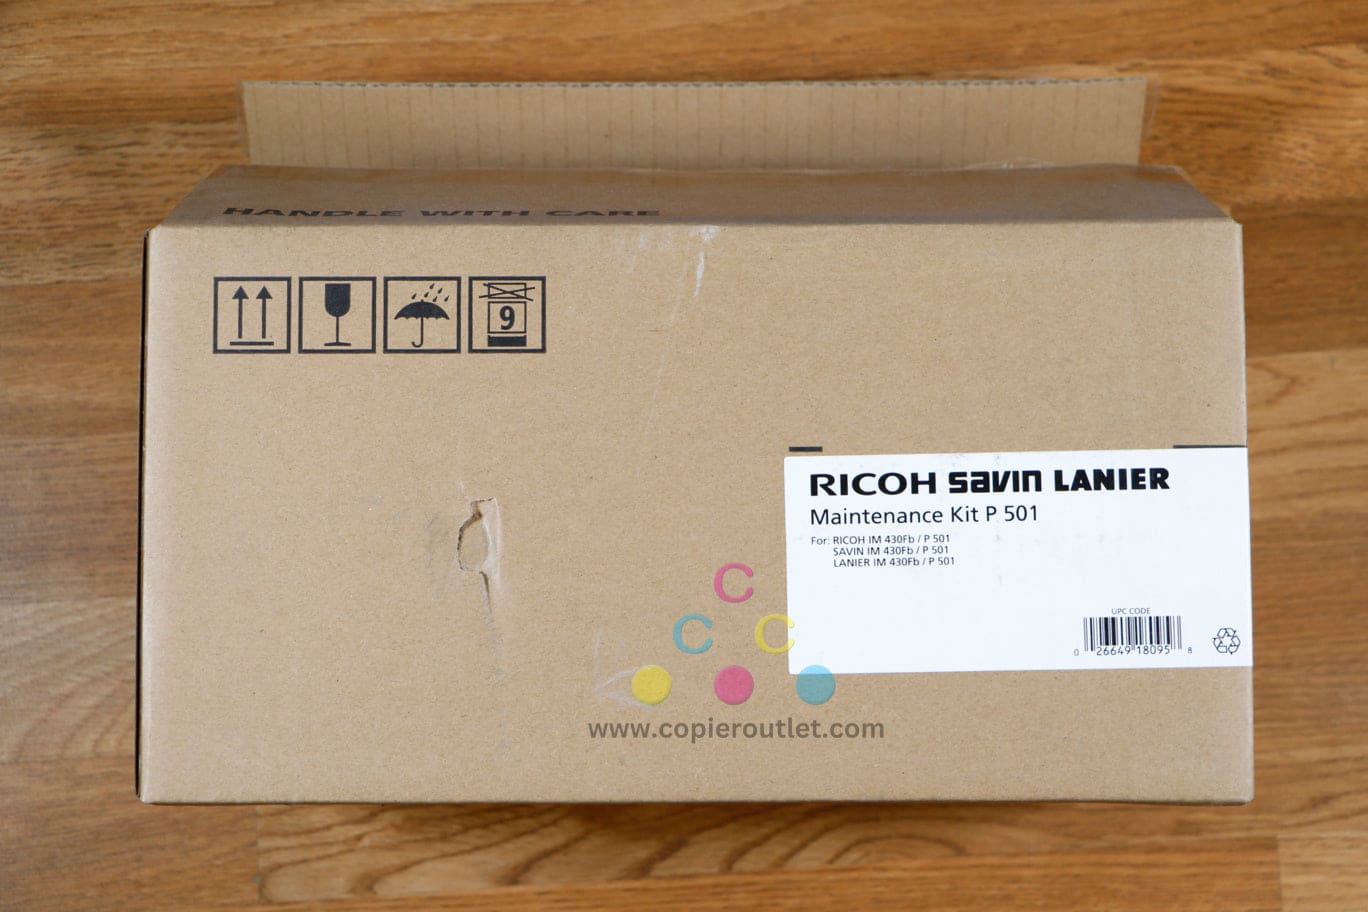 HANDLE WITH CARE
9
RICOH Savin LANIER
Maintenance Kit P 501
For: RICOH IM 430Fb / P 501
SAVIN IM 430Fb / P 501
LANIER IM 430Fb / P 501
UPC CODE
0 26649 18095 8
C
C C
www.copieroutlet.com